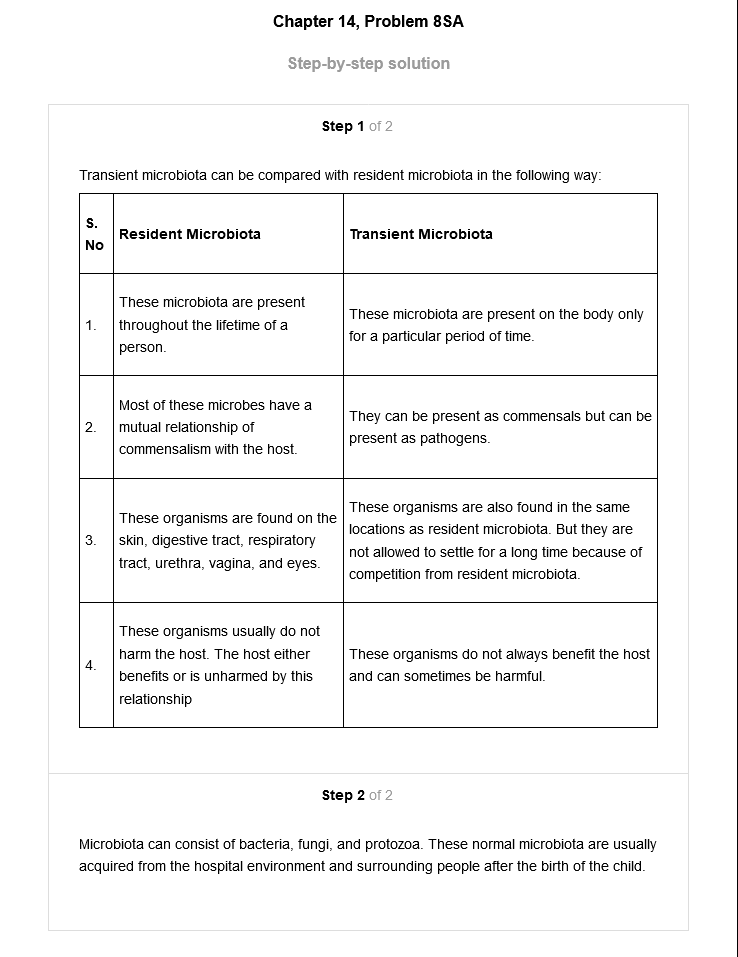 Chapter 14, Problem 8SA
Step-by-step solution
Step 1 of 2
Transient microbiota can be compared with resident microbiota in the following way:
S. No
Resident Microbiota
Transient Microbiota
1.
These microbiota are present
throughout the lifetime of a
person.
These microbiota are present on the body only
for a particular period of time.
2.
Most of these microbes have a
mutual relationship of
commensalism with the host.
They can be present as commensals but can be
present as pathogens.
3.
These organisms are found on the
skin, digestive tract, respiratory
tract, urethra, vagina, and eyes.
These organisms are also found in the same
locations as resident microbiota. But they are
not allowed to settle for a long time because of
competition from resident microbiota.
4.
These organisms usually do not
harm the host. The host either
benefits or is unharmed by this
relationship
These organisms do not always benefit the host
and can sometimes be harmful.
Step 2 of 2
Microbiota can consist of bacteria, fungi, and protozoa. These normal microbiota are usually
acquired from the hospital environment and surrounding people after the birth of the child.